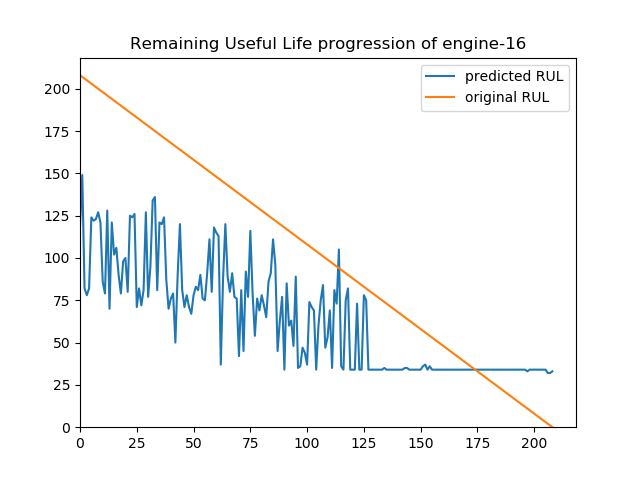 Remaining Useful Life progression of engine-16
predicted RUL
original RUL
200
175
150
125
100
75
50
25
0
0 25 50 75 100 125 150 175 200